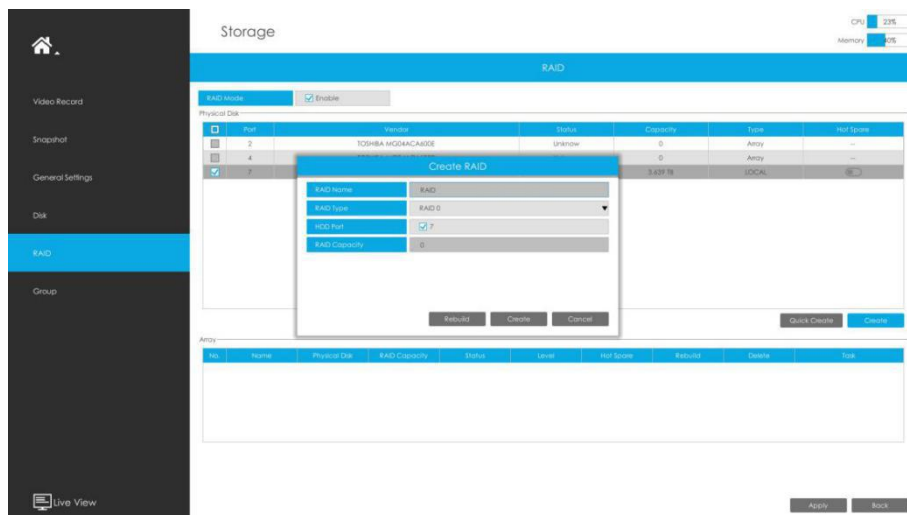 Storage
CPU 23%
Memory 40%
RAID
Video Record
Snapshot
General Settings
Disk
RAID
Group
Live View
RAID Mode Enable
Physical Disk
Port Vendor Status Capacity Type Hot Spare
2 TOSHIBA MG04ACA600E Unknow 0 Array --
4 0 Array --
7 3.639 TB LOCAL
Create RAID
RAID Name RAID
RAID Type RAID 0
HDD Port 7
RAID Capacity 0
Rebuild Create Cancel
Quick Create Create
Array
No. Name Physical Disk RAID Capacity Status Level Hot Spare Rebuild Delete Task
Apply Back